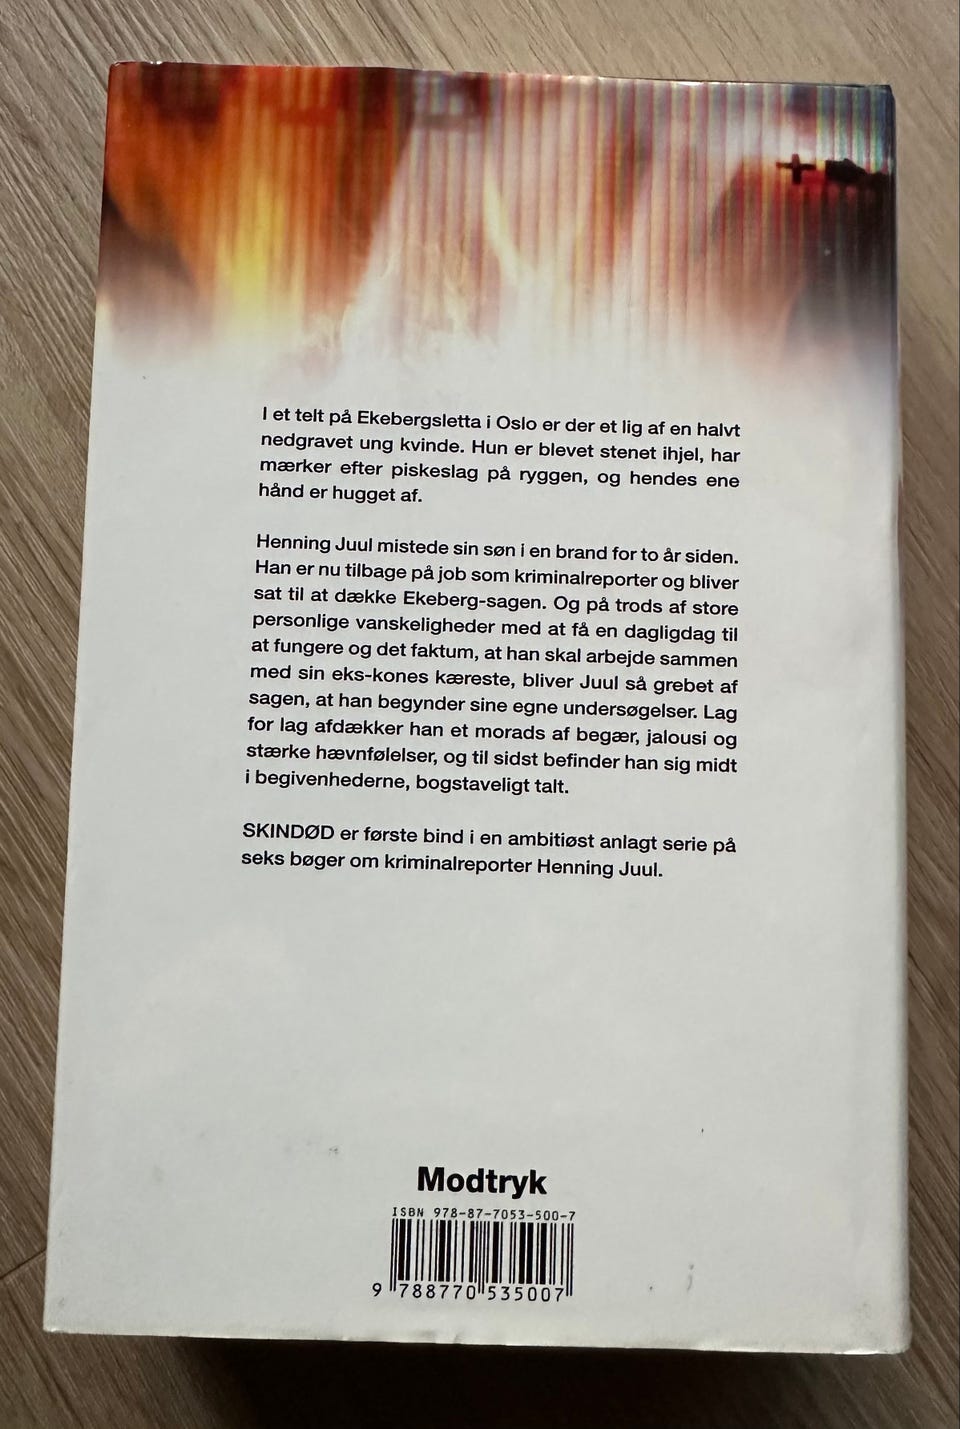 I et telt på Ekebergsletta i Oslo er der et lig af en halvt
nedgravet ung kvinde. Hun er blevet stenet ihjel, har
mærker efter piskeslag på ryggen, og hendes ene
hånd er hugget af.
Henning Juul mistede sin søn i en brand for to år siden.
Han er nu tilbage på job som kriminalreporter og bliver
sat til at dække Ekeberg-sagen. Og på trods af store
personlige vanskeligheder med at få en dagligdag til
at fungere og det faktum, at han skal arbejde sammen
med sin eks-kones kæreste, bliver Juul så grebet af
sagen, at han begynder sine egne undersøgelser. Lag
for lag afdækker han et morads af begær, jalousi og
stærke hævnfølelser, og til sidst befinder han sig midt
i begivenhederne, bogstaveligt talt.
SKINDØD er første bind i en ambitiøst anlagt serie på
seks bøger om kriminalreporter Henning Juul.
Modtryk
ISBN 978-87-7053-500-7
9 788770 535007